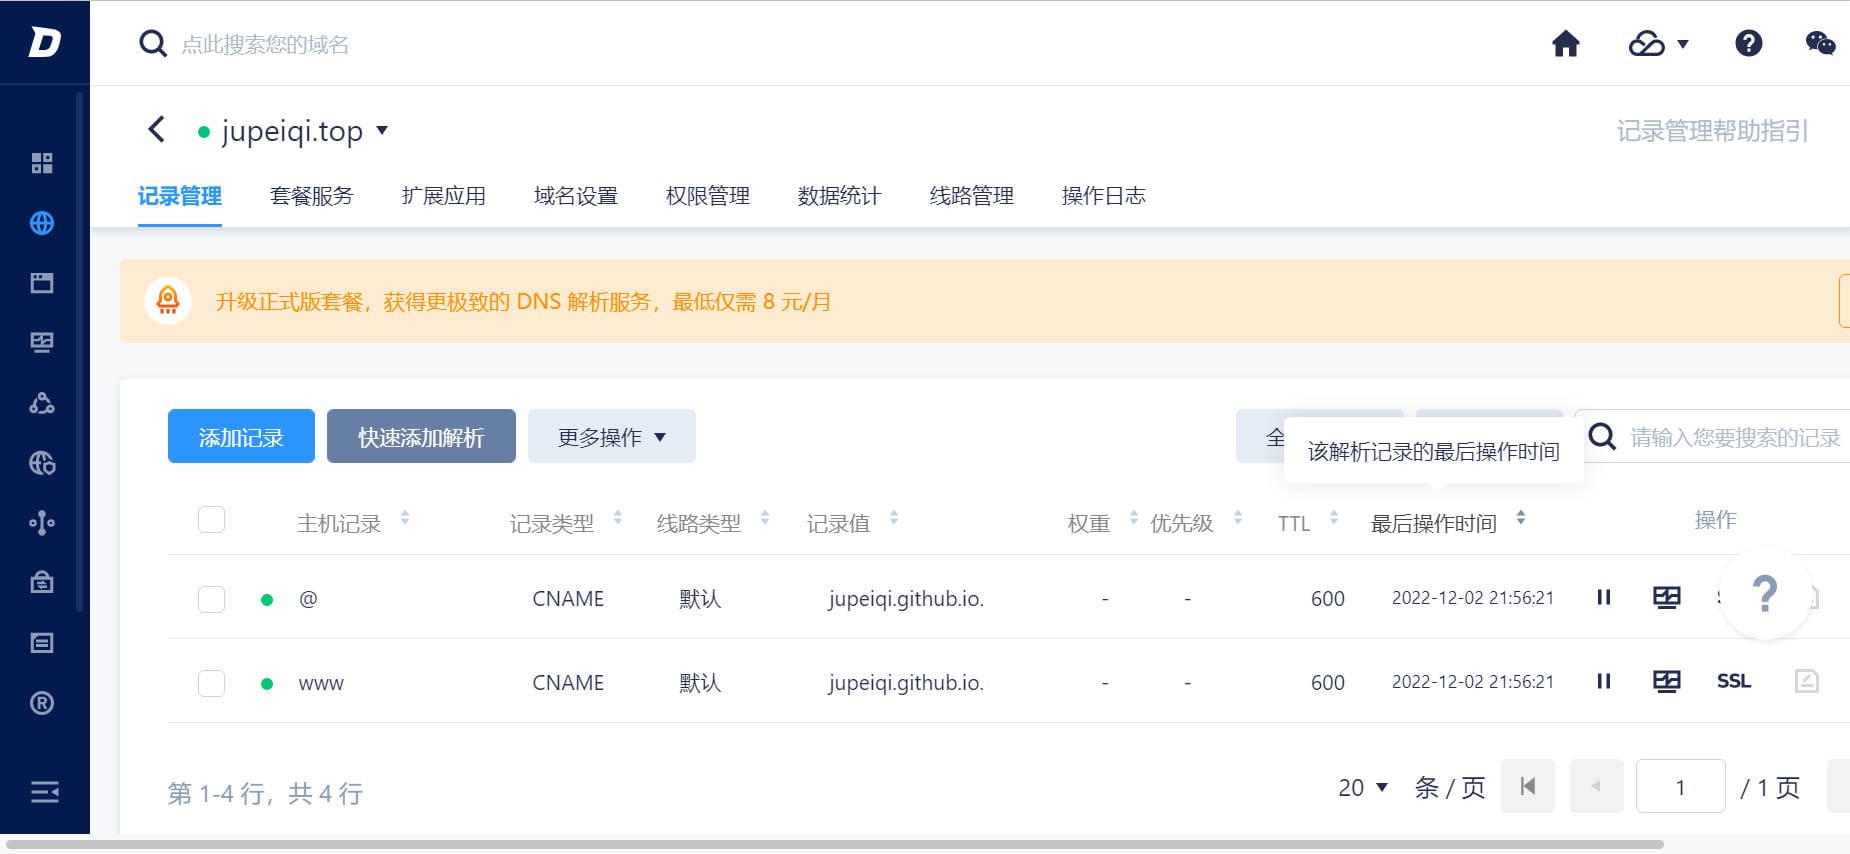 点此搜索您的域名
jupeiqi.top
记录管理帮助指引
记录管理 套餐服务 扩展应用 域名设置 权限管理 数据统计 线路管理 操作日志
升级正式版套餐，获得更极致的 DNS 解析服务，最低仅需 8 元/月
添加记录 快速添加解析 更多操作 全 请输入您要搜索的记录
该解析记录的最后操作时间
主机记录 记录类型 线路类型 记录值 权重 优先级 TTL 最后操作时间 操作
@ CNAME 默认 jupeiqi.github.io. - - 600 2022-12-02 21:56:21
www CNAME 默认 jupeiqi.github.io. - - 600 2022-12-02 21:56:21 SSL
第 1-4 行，共 4 行 20 条 / 页 1 / 1 页